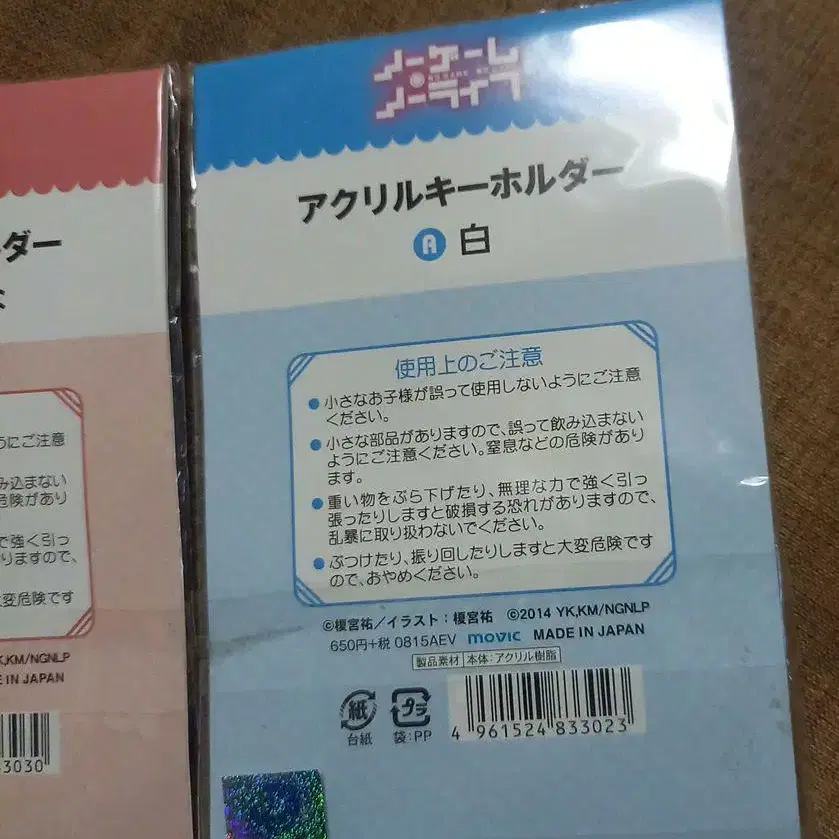 ノーゲーム
ノーライフ
アクリルキーホルダー
A 白
使用上のご注意
● 小さなお子様が誤って使用しないようにご注意
ください。
● 小さな部品がありますので、誤って飲み込まない
ようにご注意ください。窒息などの危険があり
ます。
● 重い物をぶら下げたり、無理な力で強く引っ
張ったりしますと破損する恐れがありますので、
乱暴に取り扱わないでください。
● ぶつけたり、振り回したりしますと大変危険です
ので、おやめください。
©榎宮祐/イラスト:榎宮祐 ©2014 YK,KM/NGNLP
650円+税 0815AEV movic MADE IN JAPAN
製品素材 本体:アクリル樹脂
紙 プラ
台紙 袋:PP
4 961524 833023
ダー
うにご注意
込まない
危険があり
で強く引っ
りますので、
変危険です
K,KM/NGNLP
E IN JAPAN
3030